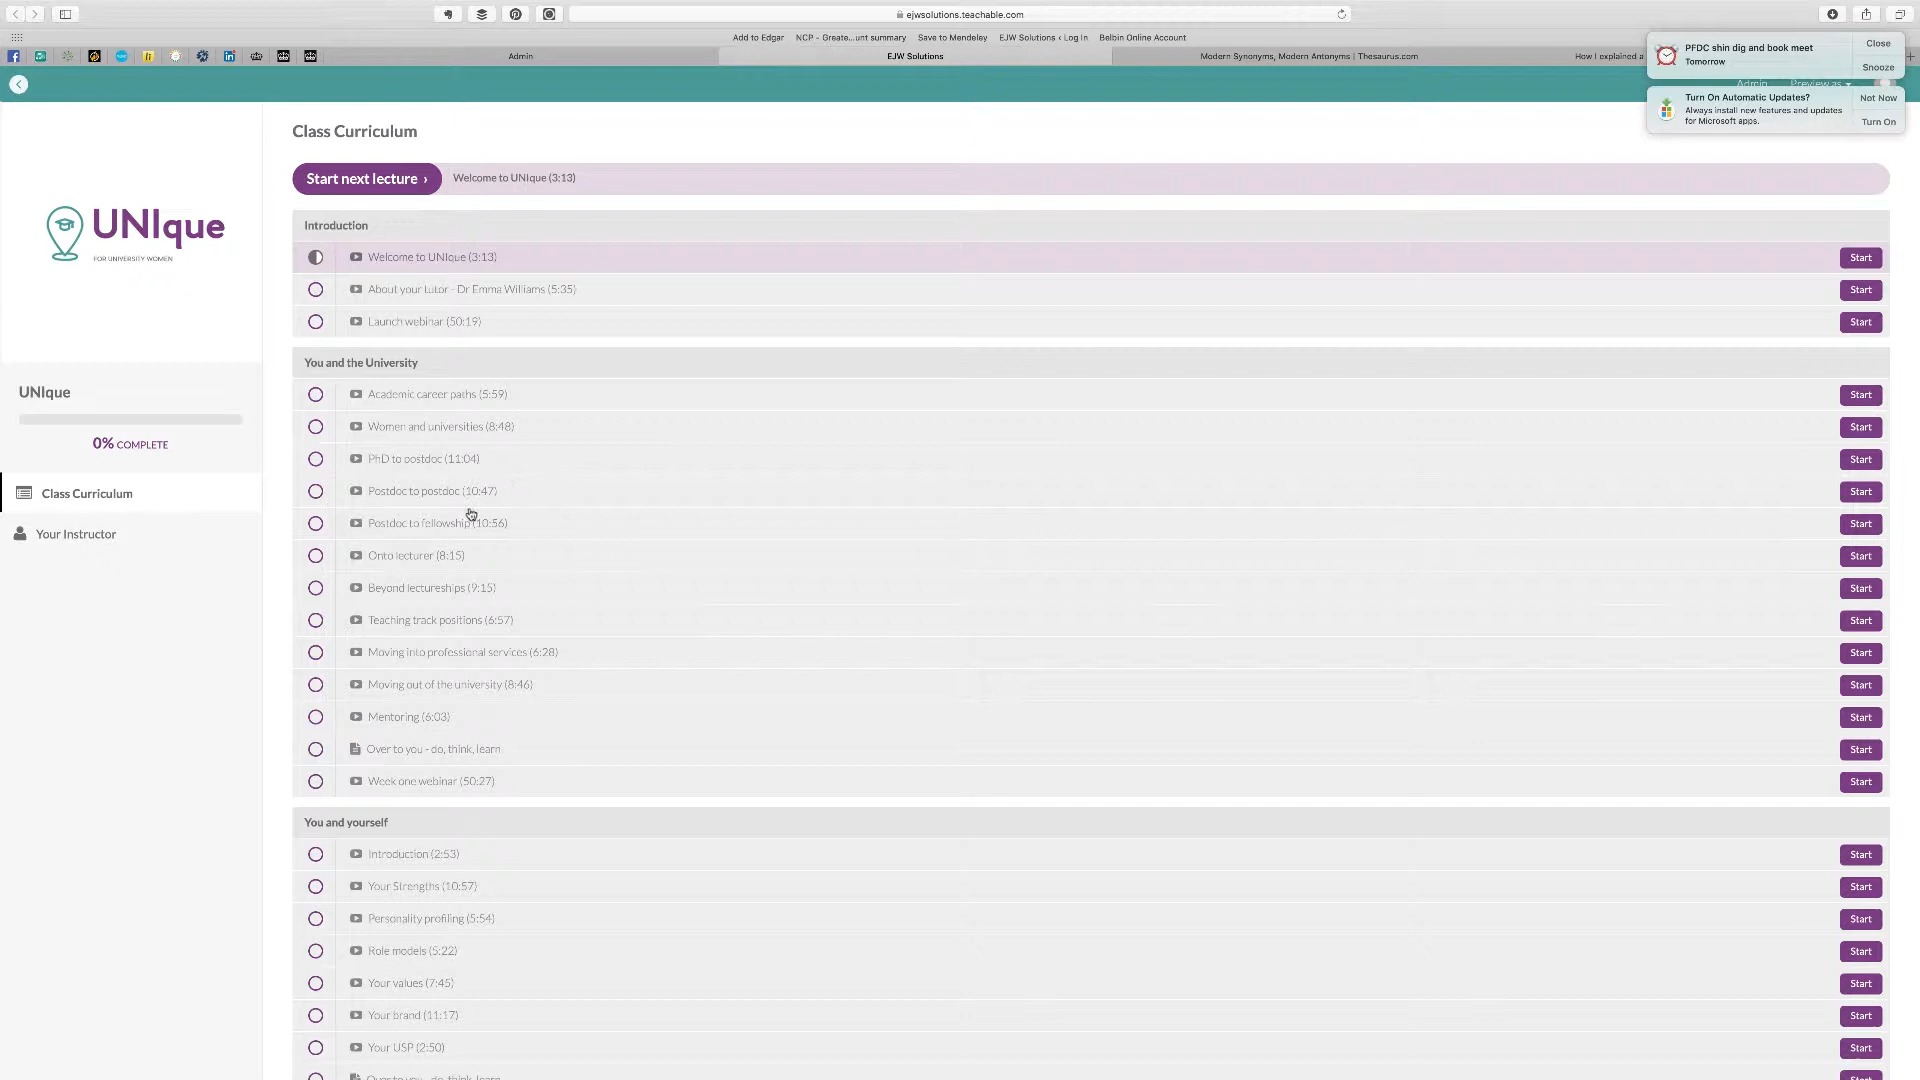 ejwsolutions.teachable.com
Add to Edgar
NCP - Greate...unt summary
Save to Mendeley
EJW Solutions ‹ Log In
Belbin Online Account
Admin
EJW Solutions
Modern Synonyms, Modern Antonyms | Thesaurus.com
How I explained a
PFDC shin dig and book meet
Tomorrow
Close
Snooze
Admin
Preview as
Turn On Automatic Updates?
Always install new features and updates
for Microsoft apps.
Not Now
Turn On
UNIque
FOR UNIVERSITY WOMEN
UNIque
0% COMPLETE
Class Curriculum
Your Instructor
Class Curriculum
Start next lecture ›
Welcome to UNIque (3:13)
Introduction
Welcome to UNIque (3:13)
Start
About your tutor - Dr Emma Williams (5:35)
Start
Launch webinar (50:19)
Start
You and the University
Academic career paths (5:59)
Start
Women and universities (8:48)
Start
PhD to postdoc (11:04)
Start
Postdoc to postdoc (10:47)
Start
Postdoc to fellowship (10:56)
Start
Onto lecturer (8:15)
Start
Beyond lectureships (9:15)
Start
Teaching track positions (6:57)
Start
Moving into professional services (6:28)
Start
Moving out of the university (8:46)
Start
Mentoring (6:03)
Start
Over to you - do, think, learn
Start
Week one webinar (50:27)
Start
You and yourself
Introduction (2:53)
Start
Your Strengths (10:57)
Start
Personality profiling (5:54)
Start
Role models (5:22)
Start
Your values (7:45)
Start
Your brand (11:17)
Start
Your USP (2:50)
Start
Over to you - do, think, learn
Start